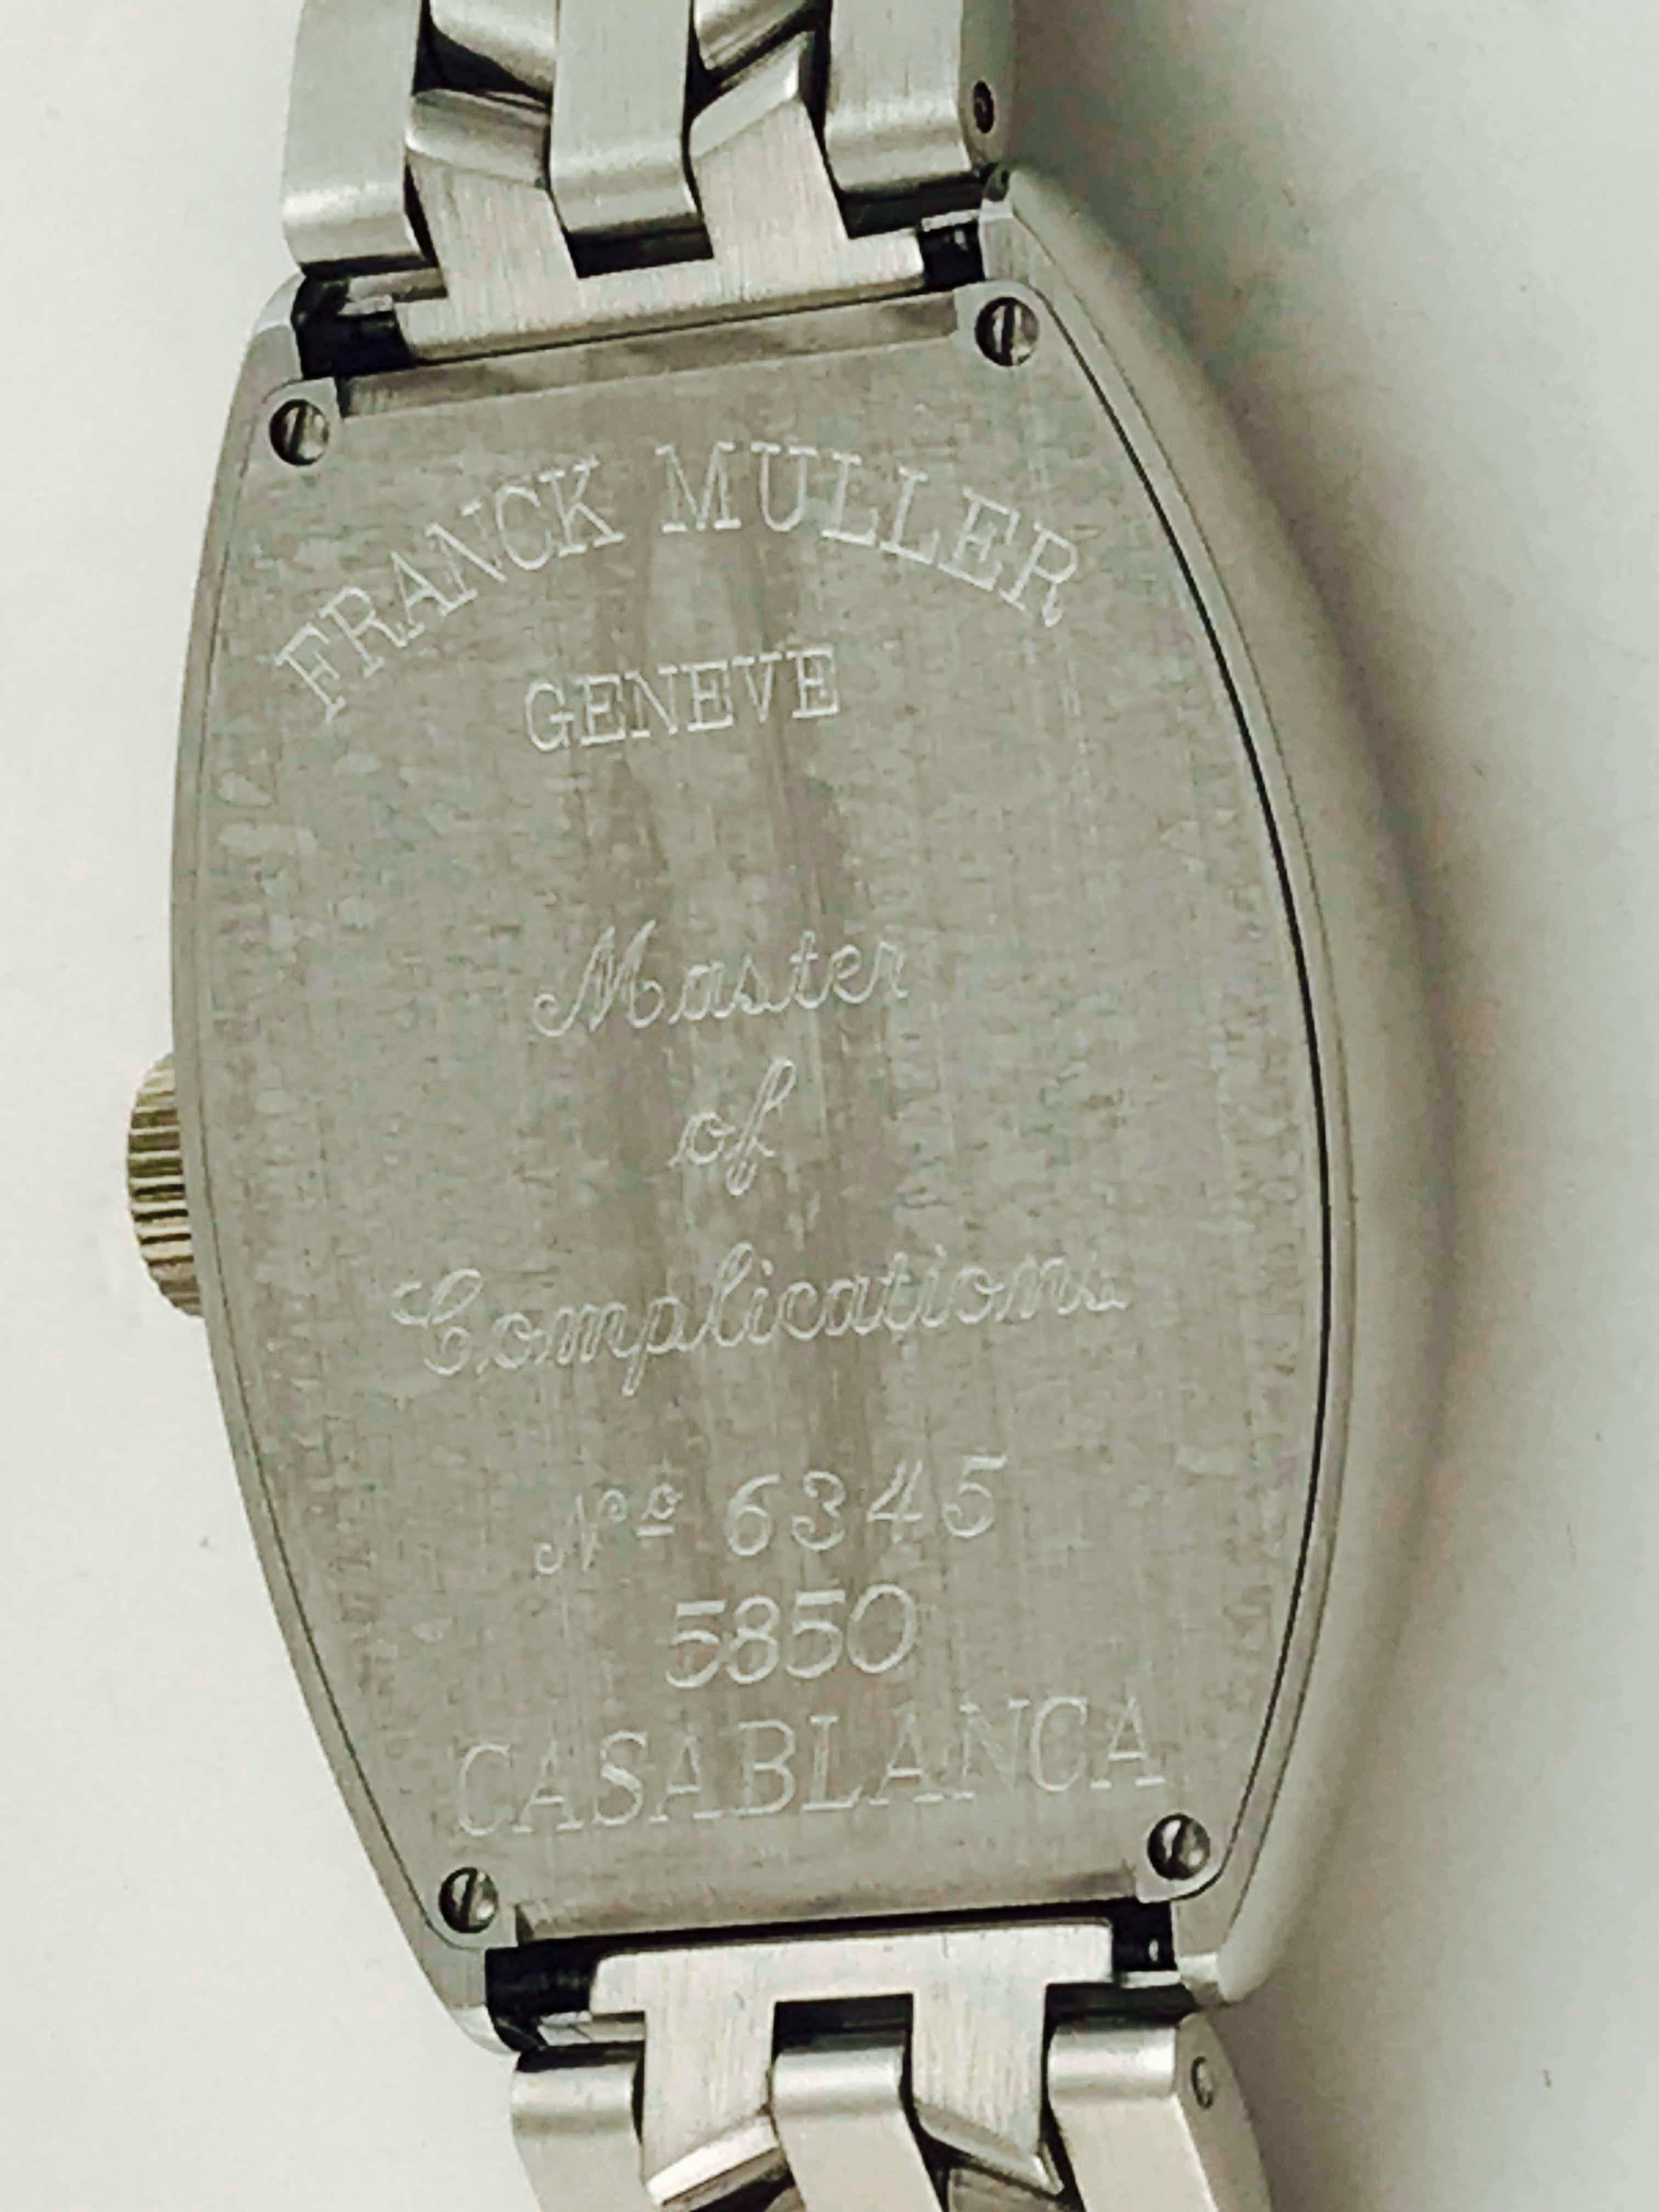 FRANCK MULLER
GENEVE
Master
of
Complications
Nº 6345
5850
CASABLANCA